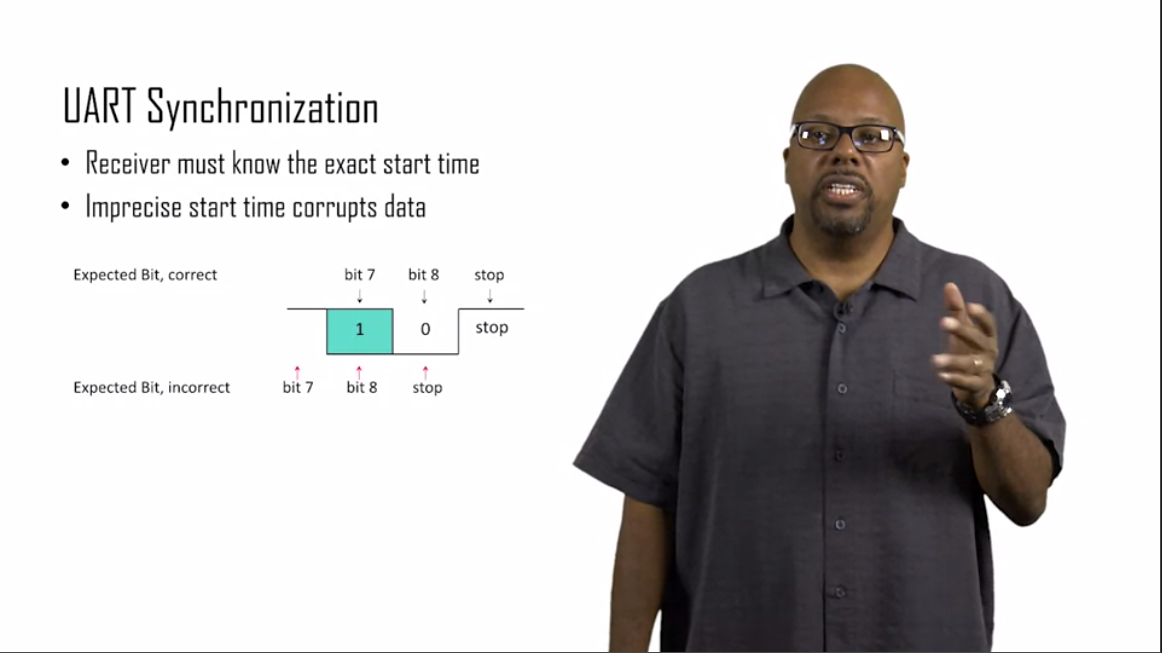 UART Synchronization
• Receiver must know the exact start time
• Imprecise start time corrupts data
Expected Bit, correct bit 7 bit 8 stop
1 0 stop
Expected Bit, incorrect bit 7 bit 8 stop